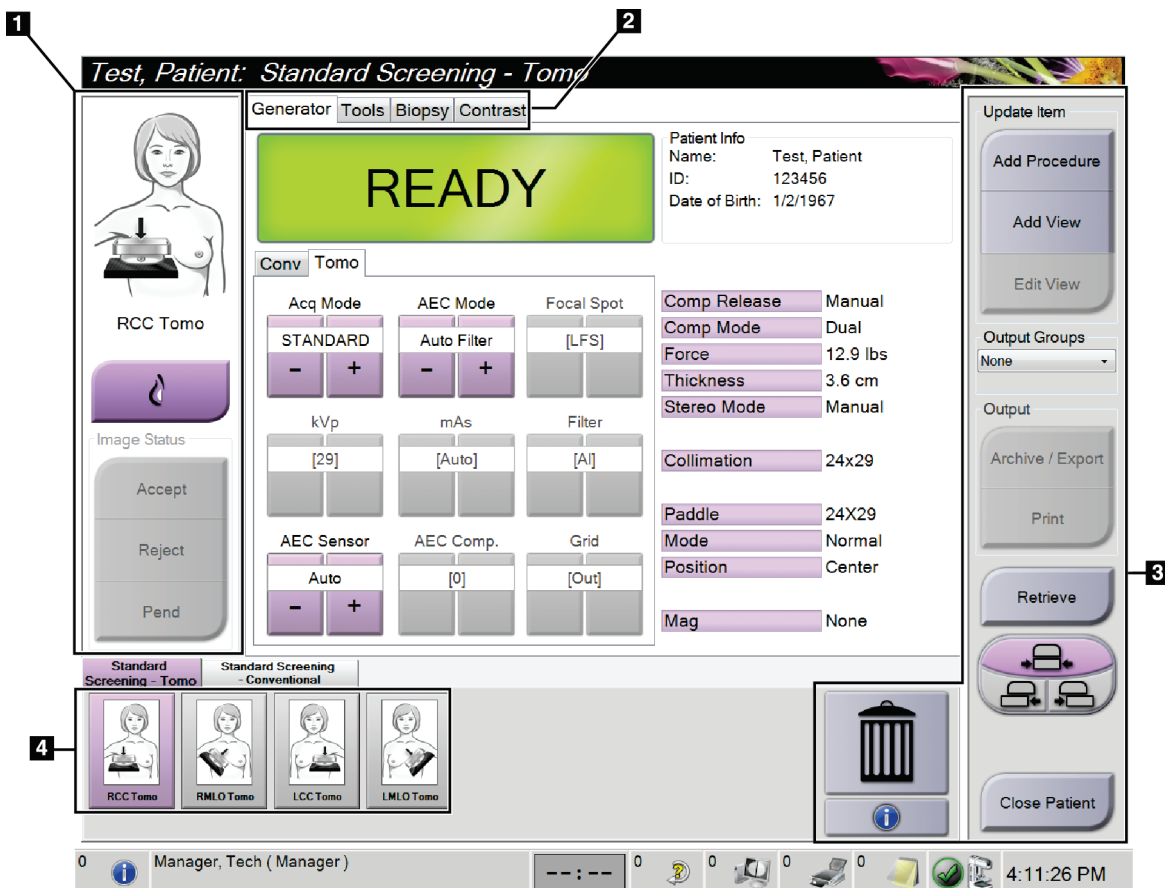 1
2
Test, Patient: Standard Screening - Tomo
Generator Tools Biopsy Contrast
READY
Patient Info
Name: Test, Patient
ID: 123456
Date of Birth: 1/2/1967
RCC Tomo
Image Status
Accept
Reject
Pend
Conv Tomo
Acq Mode AEC Mode Focal Spot
STANDARD Auto Filter [LFS]
- + - +
kVp mAs Filter
[29] [Auto] [Al]
AEC Sensor AEC Comp. Grid
Auto [0] [Out]
- +
Comp Release Manual
Comp Mode Dual
Force 12.9 lbs
Thickness 3.6 cm
Stereo Mode Manual
Collimation 24x29
Paddle 24X29
Mode Normal
Position Center
Mag None
Update Item
Add Procedure
Add View
Edit View
Output Groups
None
Output
Archive / Export
Print
3
Retrieve
Close Patient
Standard
Screening - Tomo
Standard Screening
- Conventional
4
RCC Tomo RMLO Tomo LCC Tomo LMLO Tomo
0 Manager, Tech ( Manager ) --:-- 0 0 0 0 4:11:26 PM